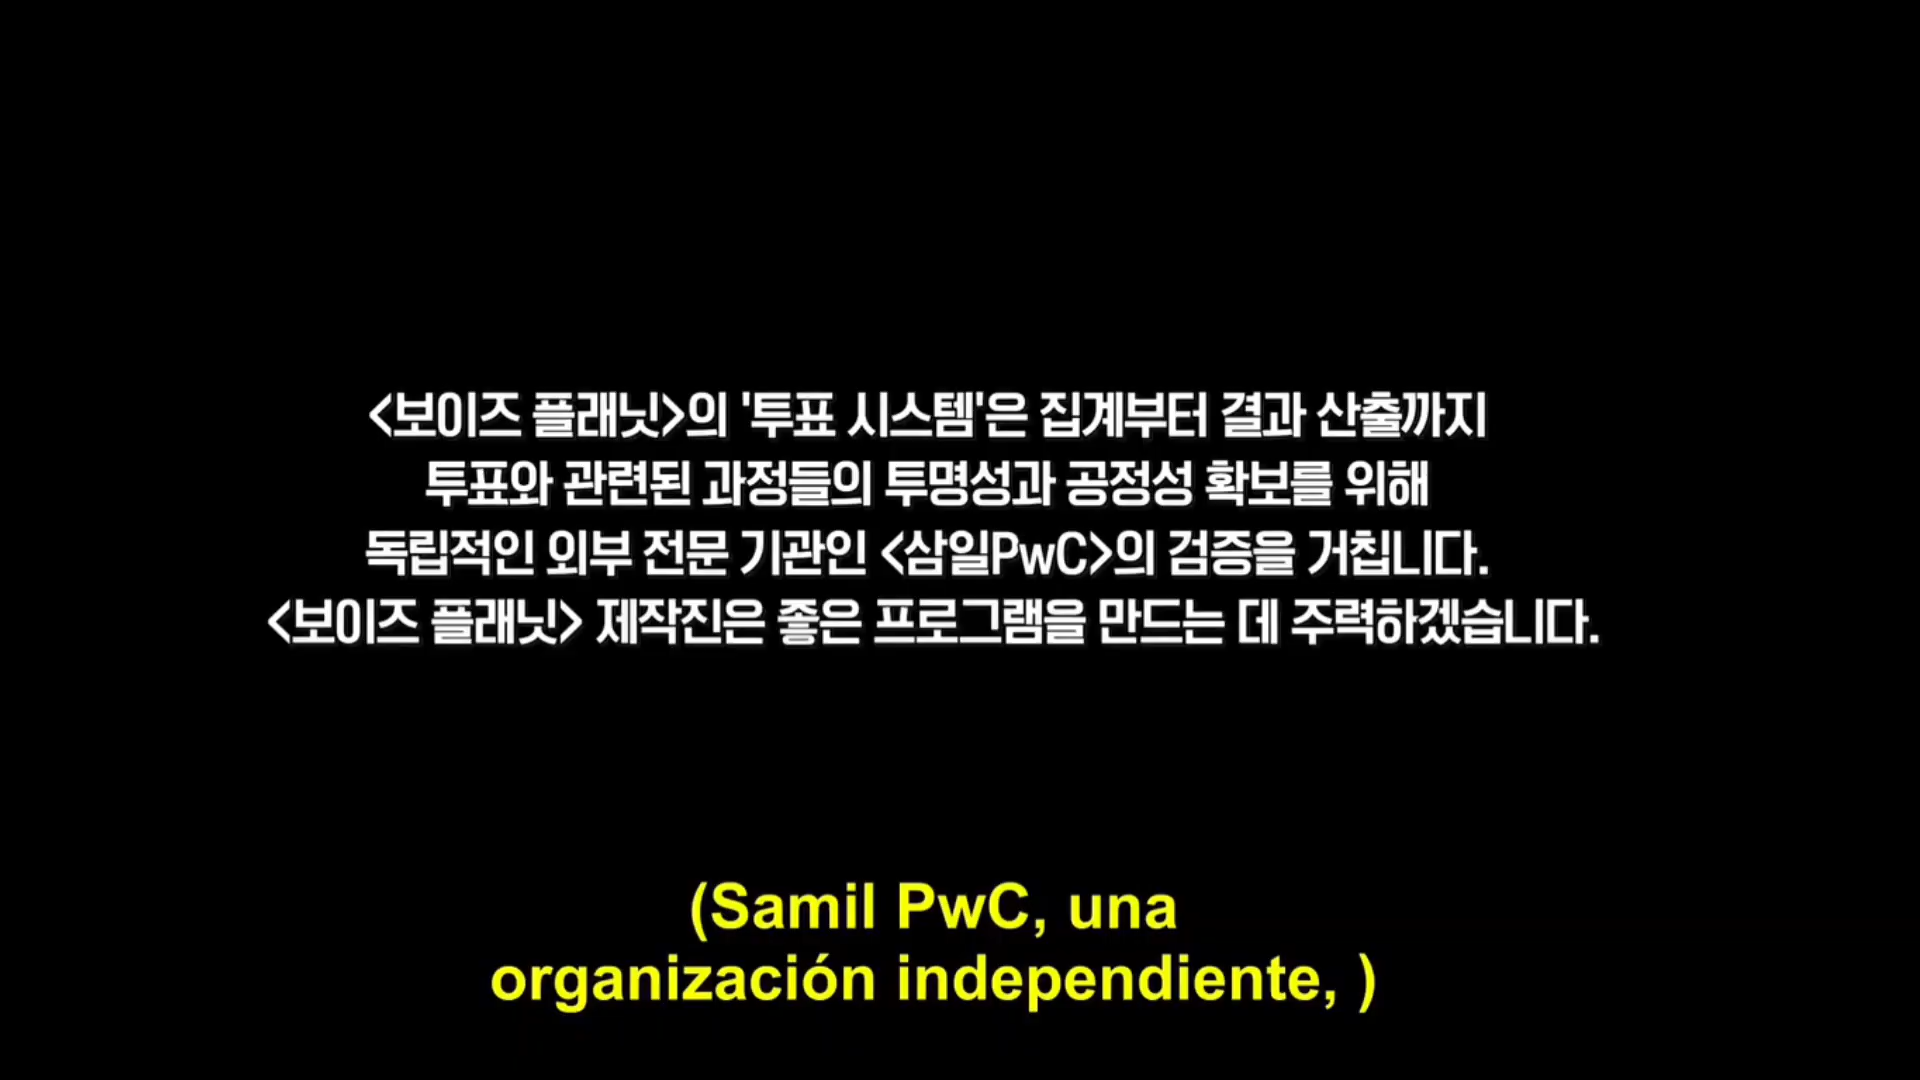 <보이즈 플래닛>의 '투표 시스템'은 집계부터 결과 산출까지
투표와 관련된 과정들의 투명성과 공정성 확보를 위해
독립적인 외부 전문 기관인 <삼일PwC>의 검증을 거칩니다.
<보이즈 플래닛> 제작진은 좋은 프로그램을 만드는 데 주력하겠습니다.
(Samil PwC, una
organización independiente, )